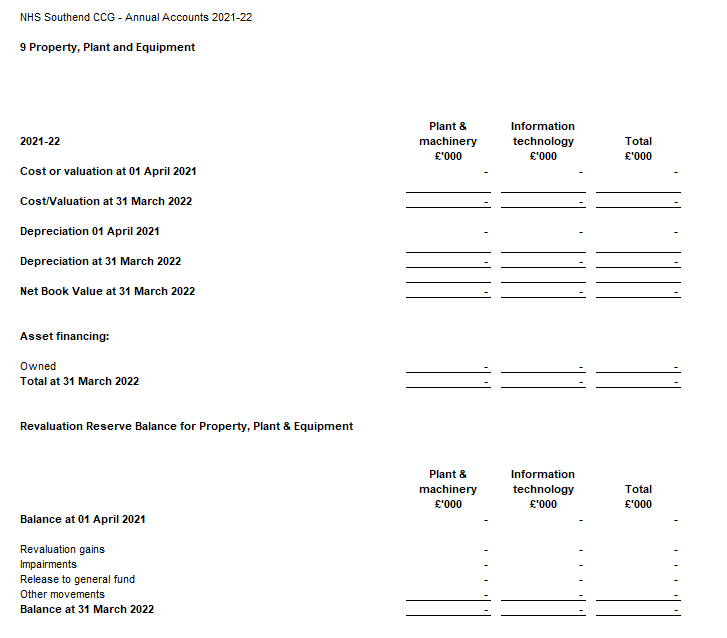 NHS Southend CCG - Annual Accounts 2021-22
9 Property, Plant and Equipment
Plant & Information
2021-22 machinery technology Total
£'000 £'000 £'000
Cost or valuation at 01 April 2021 - - -
Cost/Valuation at 31 March 2022 - - -
Depreciation 01 April 2021 - - -
Depreciation at 31 March 2022 - - -
Net Book Value at 31 March 2022 - - -
Asset financing:
Owned - - -
Total at 31 March 2022 - - -
Revaluation Reserve Balance for Property, Plant & Equipment
Plant & Information
machinery technology Total
£'000 £'000 £'000
Balance at 01 April 2021 - - -
Revaluation gains - - -
Impairments - - -
Release to general fund - - -
Other movements - - -
Balance at 31 March 2022 - - -